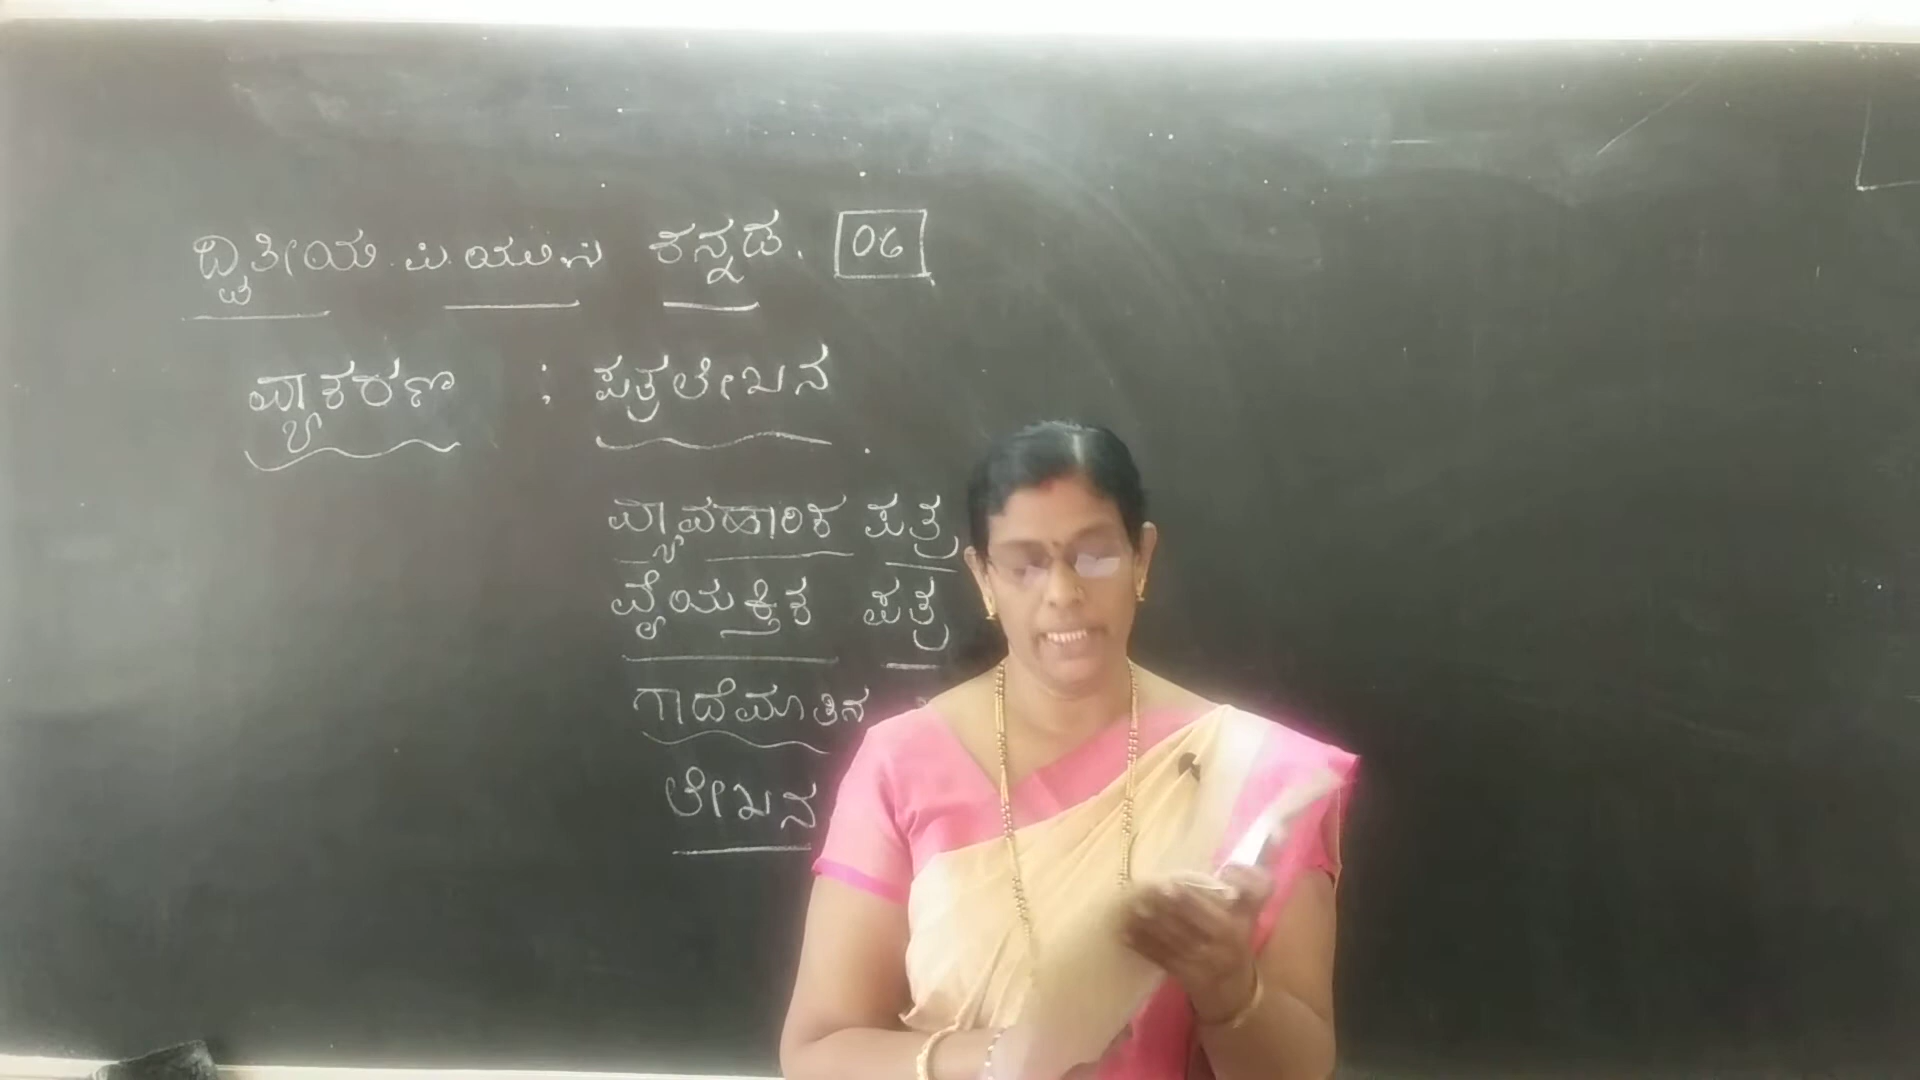 ದ್ವಿತೀಯ. ಪಿ. ಯು. ಸಿ ಕನ್ನಡ. 06
ವ್ಯಾಕರಣ : ಪತ್ರಲೇಖನ
ವ್ಯಾವಹಾರಿಕ ಪತ್ರ
ವೈಯಕ್ತಿಕ ಪತ್ರ
ಗಾದೆಮಾತಿನ
ಲೇಖನ